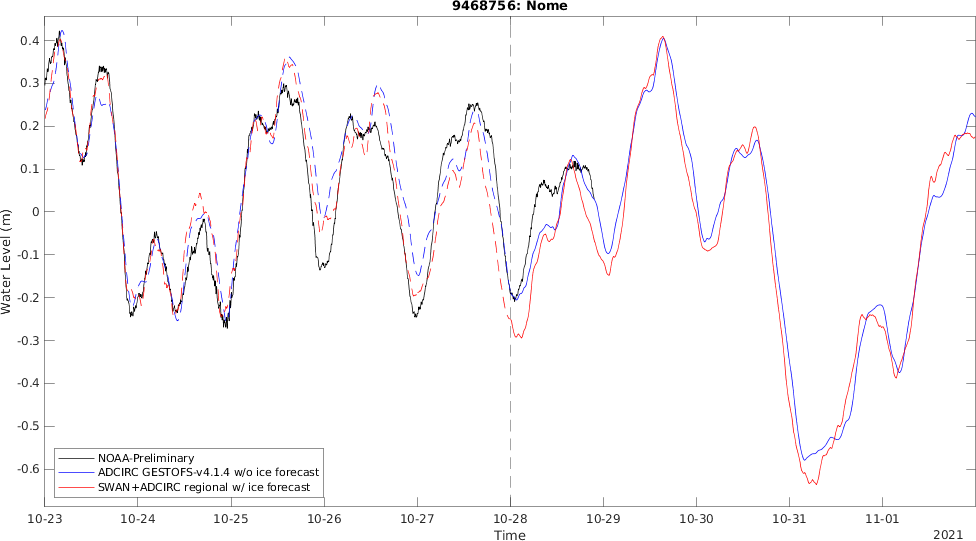 9468756: Nome
Water Level (m)
0.4
0.3
0.2
0.1
0
-0.1
-0.2
-0.3
-0.4
-0.5
-0.6
NOAA-Preliminary
ADCIRC GESTOFS-v4.1.4 w/o ice forecast
SWAN+ADCIRC regional w/ ice forecast
10-23 10-24 10-25 10-26 10-27 10-28 10-29 10-30 10-31 11-01
Time
2021